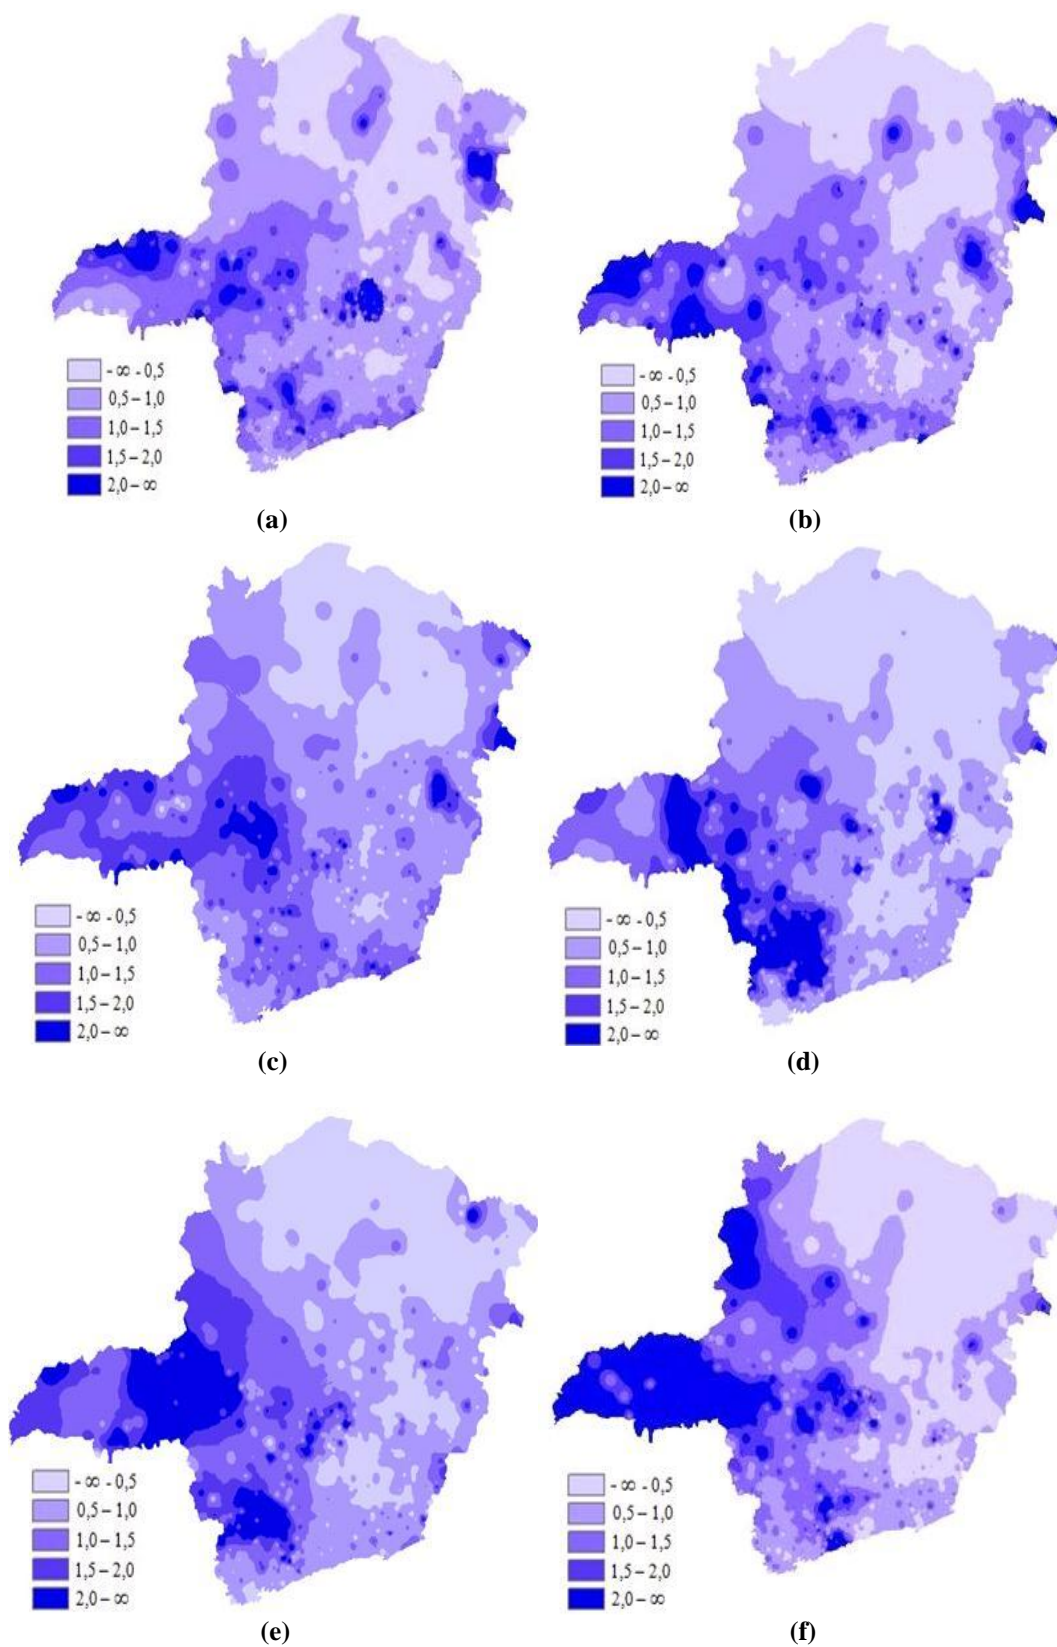 - ∞ - 0,5
0,5 – 1,0
1,0 – 1,5
1,5 – 2,0
2,0 – ∞
(a)
- ∞ - 0,5
0,5 – 1,0
1,0 – 1,5
1,5 – 2,0
2,0 – ∞
(b)
- ∞ - 0,5
0,5 – 1,0
1,0 – 1,5
1,5 – 2,0
2,0 – ∞
(c)
- ∞ - 0,5
0,5 – 1,0
1,0 – 1,5
1,5 – 2,0
2,0 – ∞
(d)
- ∞ - 0,5
0,5 – 1,0
1,0 – 1,5
1,5 – 2,0
2,0 – ∞
(e)
- ∞ - 0,5
0,5 – 1,0
1,0 – 1,5
1,5 – 2,0
2,0 – ∞
(f)